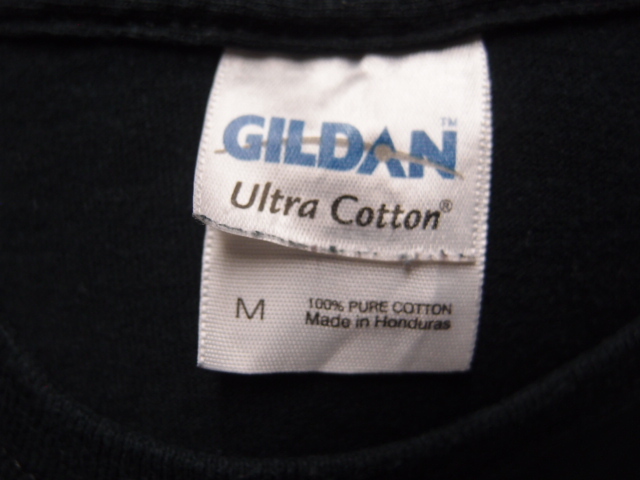 GILDAN™
Ultra Cotton®
M
100% PURE COTTON
Made in Honduras